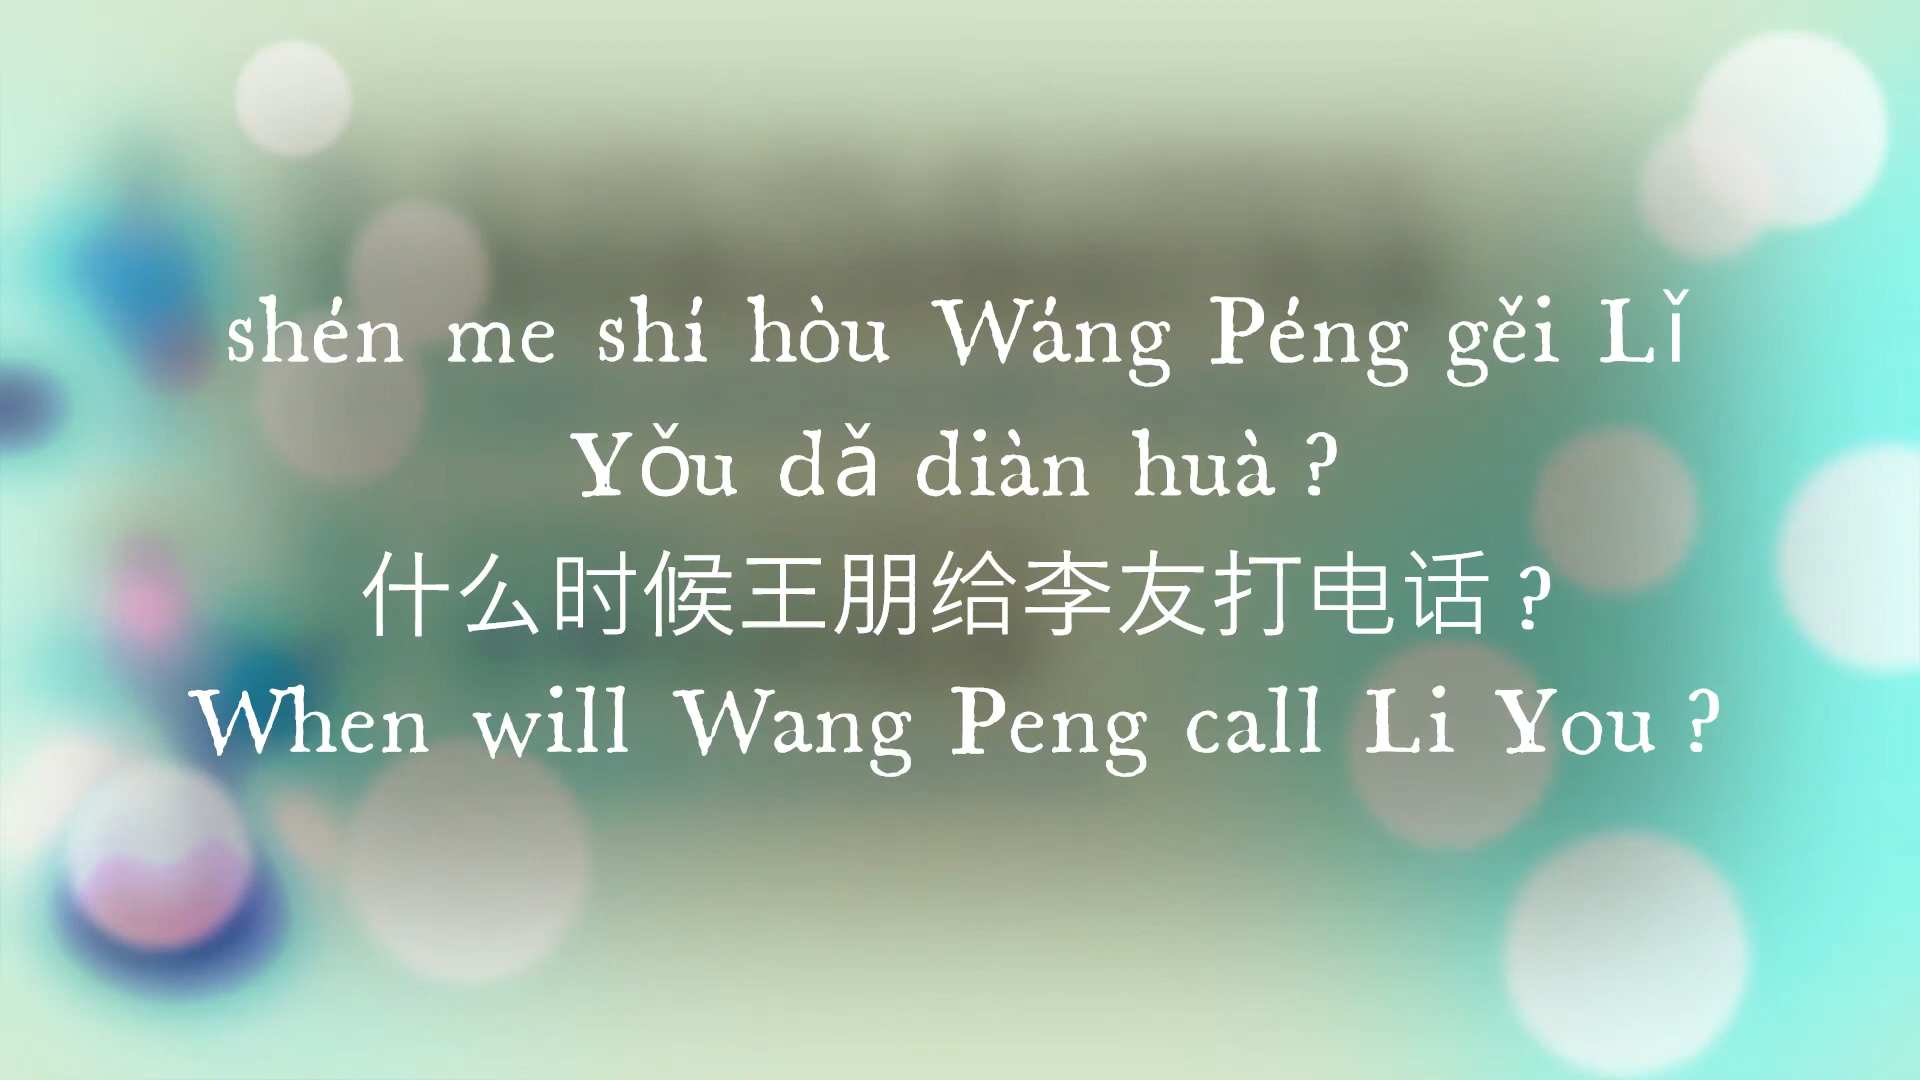 shén me shí hòu Wáng Péng gěi Lǐ
Yǒu dǎ diàn huà ?
什么时候王朋给李友打电话 ?
When will Wang Peng call Li You ?